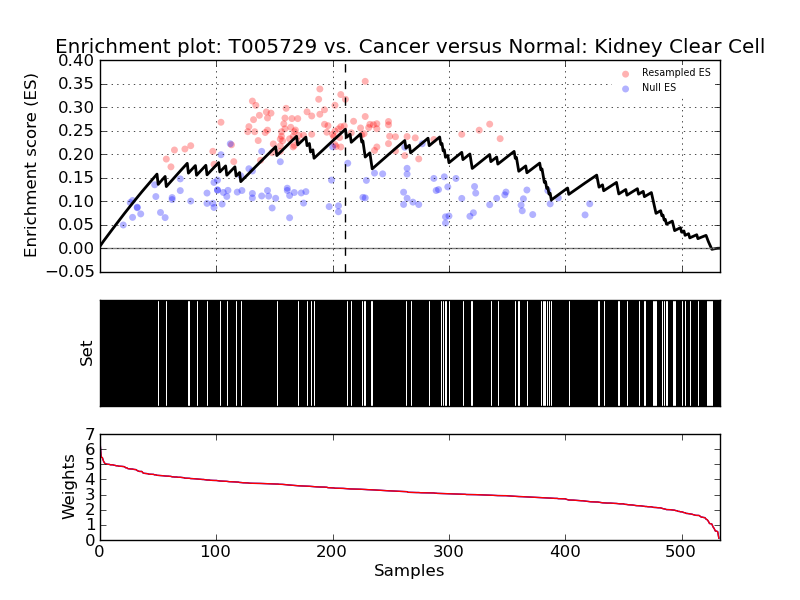 Enrichment plot: T005729 vs. Cancer versus Normal: Kidney Clear Cell
Enrichment score (ES)
0.40
0.35
0.30
0.25
0.20
0.15
0.10
0.05
0.00
−0.05
Resampled ES
Null ES
Set
Weights
7
6
5
4
3
2
1
0
0 100 200 300 400 500
Samples